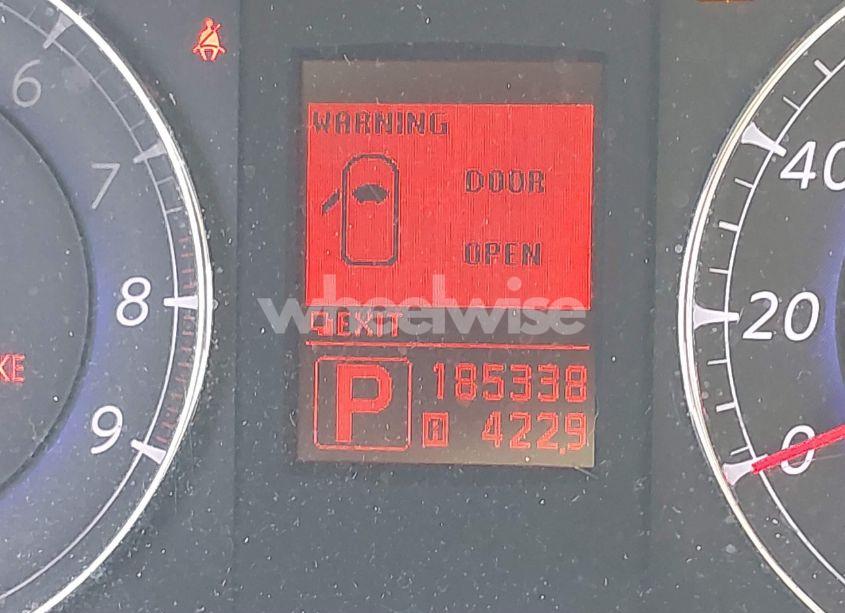 WARNING
DOOR
OPEN
wheelwise
EXIT
P 185338
A 422,9
6
7
8
9
KE
40
20
0